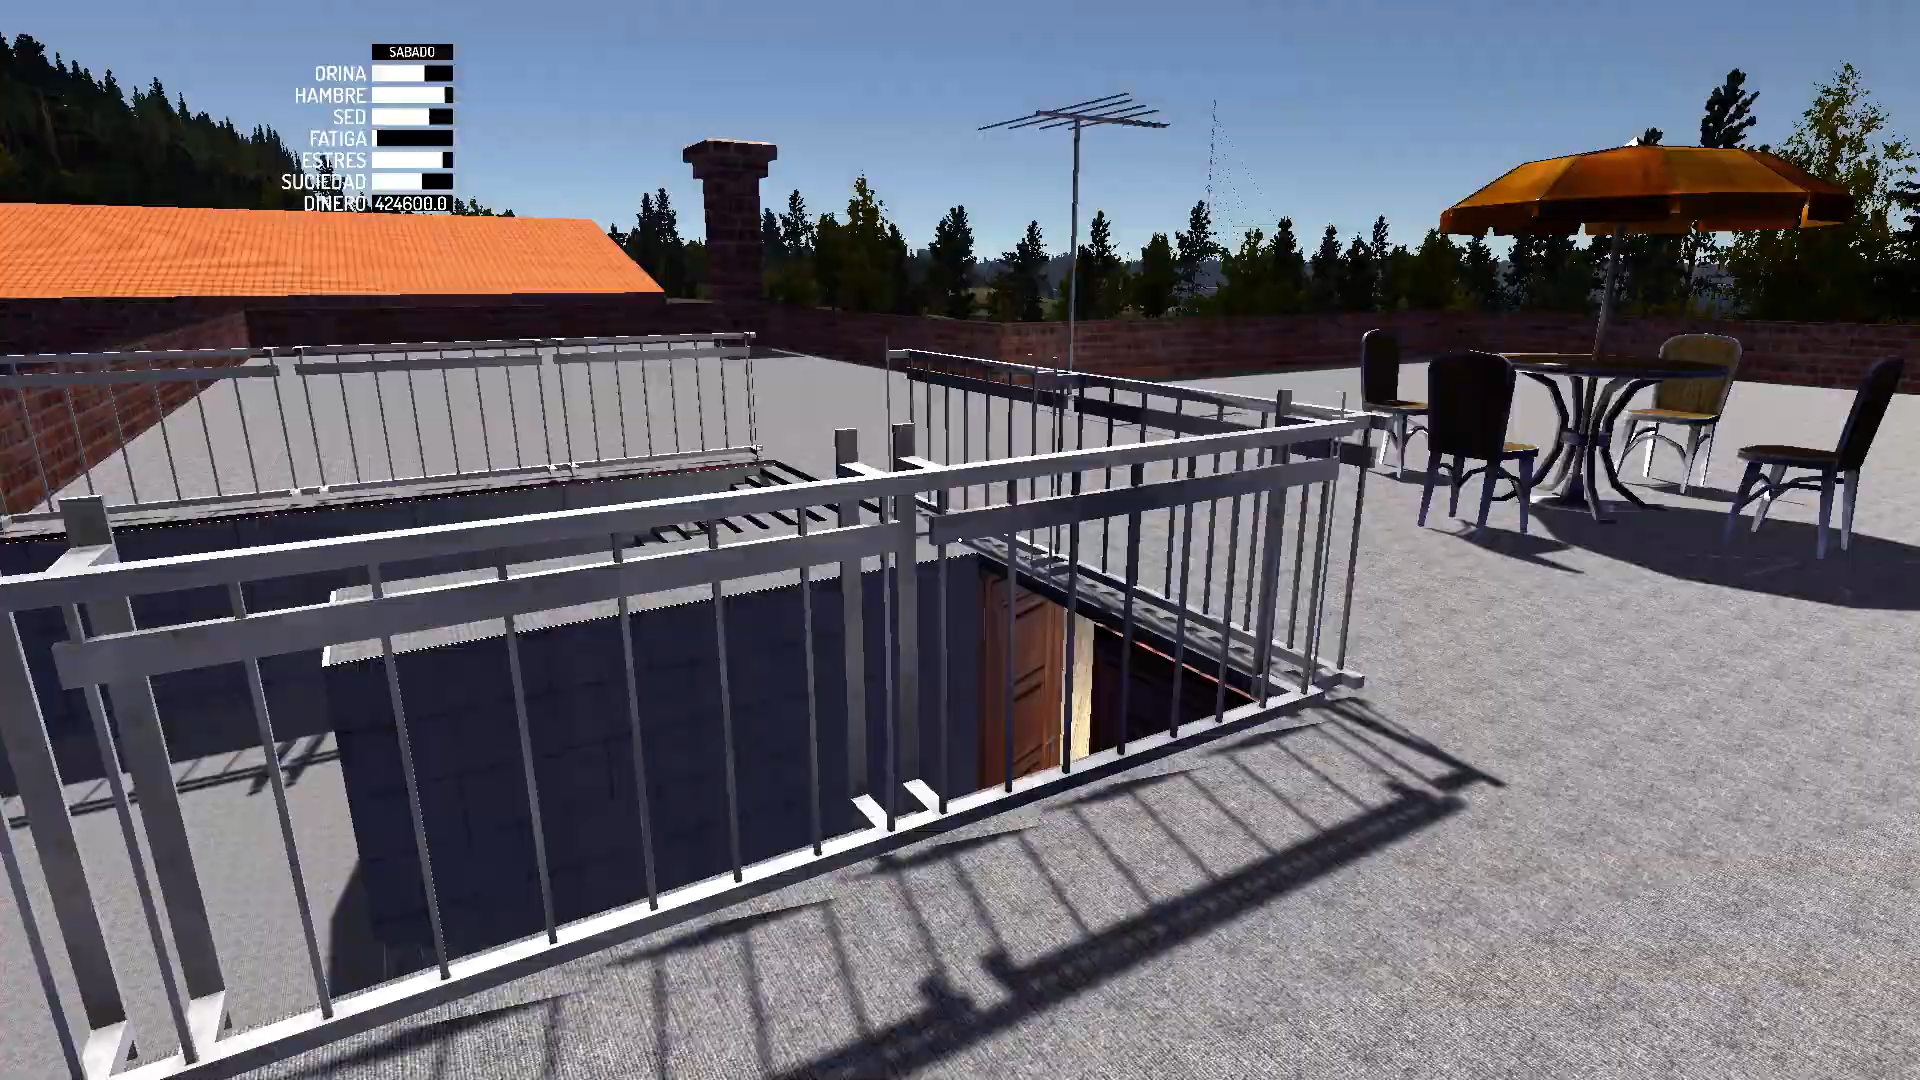 SABADO
ORINA
HAMBRE
SED
FATIGA
ESTRES
SUCIEDAD
DINERO 424600.0